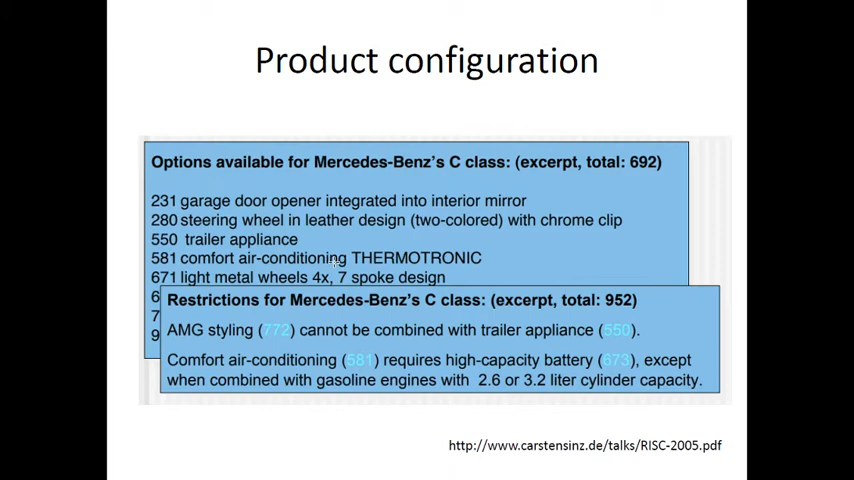 Product configuration
Options available for Mercedes-Benz's C class: (excerpt, total: 692)
231 garage door opener integrated into interior mirror
280 steering wheel in leather design (two-colored) with chrome clip
550 trailer appliance
581 comfort air-conditioning THERMOTRONIC
671 light metal wheels 4x, 7 spoke design
6
7
9
Restrictions for Mercedes-Benz's C class: (excerpt, total: 952)
AMG styling (772) cannot be combined with trailer appliance (550).
Comfort air-conditioning (581) requires high-capacity battery (673), except
when combined with gasoline engines with 2.6 or 3.2 liter cylinder capacity.
http://www.carstensinz.de/talks/RISC-2005.pdf